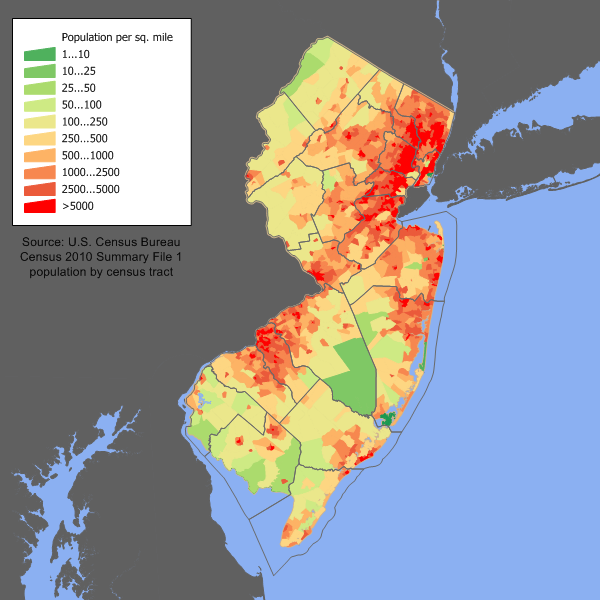 Population per sq. mile
1...10
10...25
25...50
50...100
100...250
250...500
500...1000
1000...2500
2500...5000
>5000
Source: U.S. Census Bureau
Census 2010 Summary File 1
population by census tract